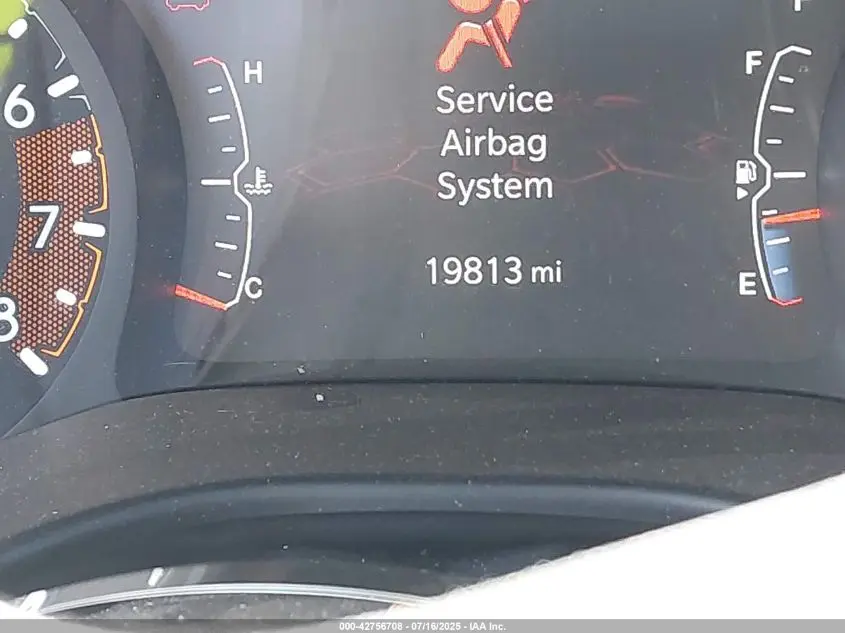 6
7
8
H
C
Service
Airbag
System
19813 mi
F
E
000-42756708 - 07/16/2025 - IAA Inc.